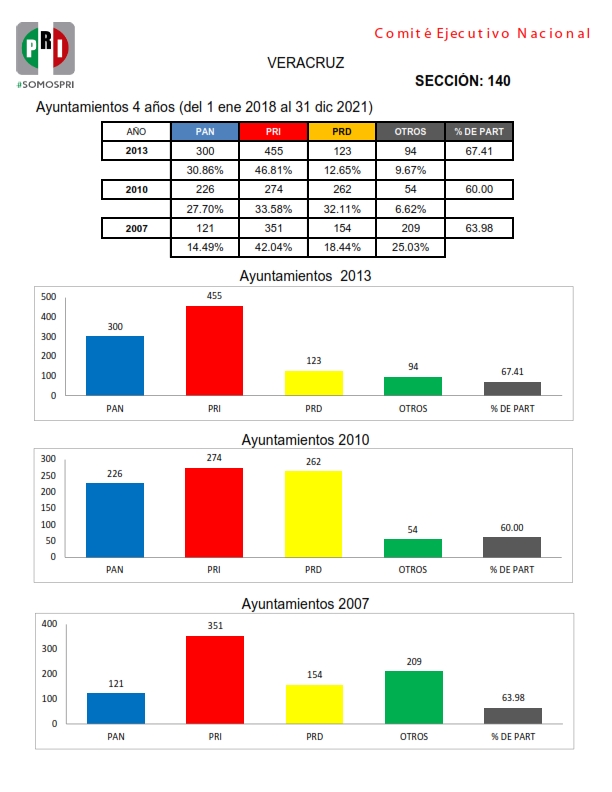 PRI
#SOMOSPRI
Comité Ejecutivo Nacional
VERACRUZ
SECCIÓN: 140
Ayuntamientos 4 años (del 1 ene 2018 al 31 dic 2021)
AÑO PAN PRI PRD OTROS % DE PART
2013 300 455 123 94 67.41
30.86% 46.81% 12.65% 9.67%
2010 226 274 262 54 60.00
27.70% 33.58% 32.11% 6.62%
2007 121 351 154 209 63.98
14.49% 42.04% 18.44% 25.03%
Ayuntamientos 2013
500
400
300
200
100
0
300 455 123 94 67.41
PAN PRI PRD OTROS % DE PART
Ayuntamientos 2010
300
250
200
150
100
50
0
226 274 262 54 60.00
PAN PRI PRD OTROS % DE PART
Ayuntamientos 2007
400
300
200
100
0
121 351 154 209 63.98
PAN PRI PRD OTROS % DE PART